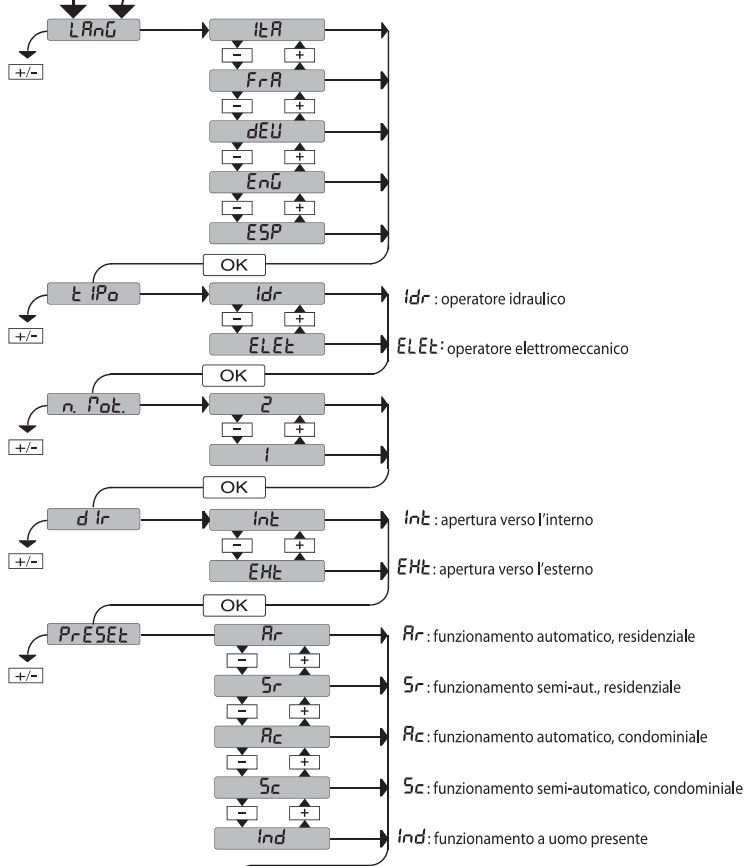 LAnG ItA
- +
+/-
FrA
- +
dEU
- +
EnG
- +
ESP
OK
tIPo Idr Idr : operatore idraulico
- +
+/-
ELEt ELEt: operatore elettromeccanico
OK
n. Mot. 2
- +
+/-
1
OK
dIr Int Int : apertura verso l'interno
- +
+/-
EHt EHt : apertura verso l'esterno
OK
PrESEt Ar Ar : funzionamento automatico, residenziale
- +
+/-
Sr Sr : funzionamento semi-aut., residenziale
- +
Ac Ac : funzionamento automatico, condominiale
- +
Sc Sc : funzionamento semi-automatico, condominiale
- +
Ind Ind : funzionamento a uomo presente